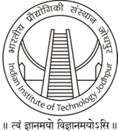 भारतीय प्रौद्योगिकी संस्थान जोधपुर
Indian Institute of Technology Jodhpur
॥ त्वं ज्ञानमयो विज्ञानमयोऽसि ॥